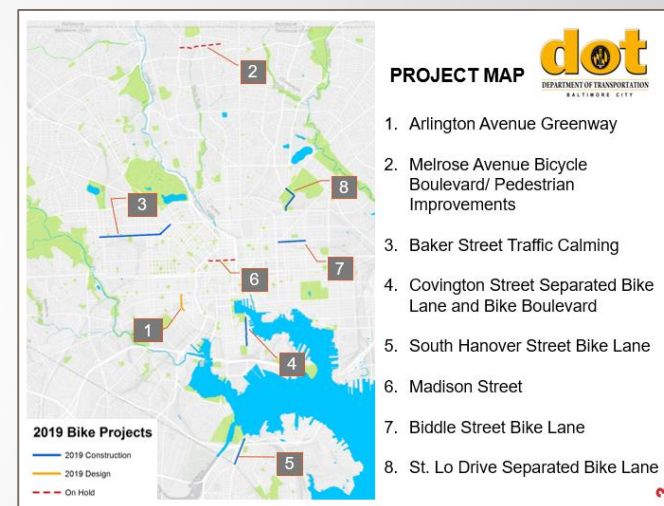 PROJECT MAP
dot
DEPARTMENT OF TRANSPORTATION
BALTIMORE CITY
1. Arlington Avenue Greenway
2. Melrose Avenue Bicycle
Boulevard/ Pedestrian
Improvements
3. Baker Street Traffic Calming
4. Covington Street Separated Bike
Lane and Bike Boulevard
5. South Hanover Street Bike Lane
6. Madison Street
7. Biddle Street Bike Lane
8. St. Lo Drive Separated Bike Lane
2
8
3
7
6
1
4
5
2019 Bike Projects
2019 Construction
2019 Design
On Hold